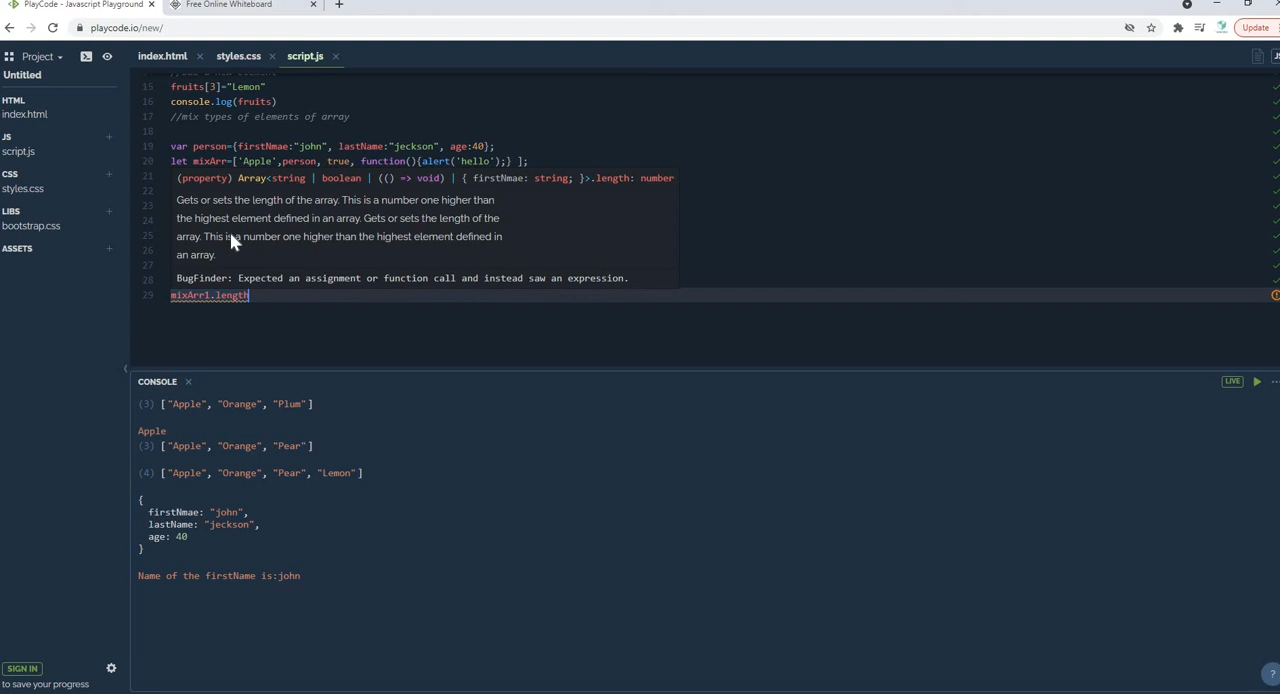 PlayCode - Javascript Playground
Free Online Whiteboard
playcode.io/new/
Update
Project
index.html
styles.css
script.js
Untitled
HTML
index.html
JS
script.js
CSS
styles.css
LIBS
bootstrap.css
ASSETS
15 fruits[3]="Lemon"
16 console.log(fruits)
17 //mix types of elements of array
18
19 var person={firstNmae:"john", lastName:"jeckson", age:40};
20 let mixArr=['Apple',person, true, function(){alert('hello');} ];
21 (property) Array<string | boolean | (() => void) | { firstNmae: string; }>.length: number
22 Gets or sets the length of the array. This is a number one higher than
23 the highest element defined in an array. Gets or sets the length of the
24
25 array. This is a number one higher than the highest element defined in
26 an array.
27
28 BugFinder: Expected an assignment or function call and instead saw an expression.
29 mixArr1.length
CONSOLE
LIVE
(3) ["Apple", "Orange", "Plum"]
Apple
(3) ["Apple", "Orange", "Pear"]
(4) ["Apple", "Orange", "Pear", "Lemon"]
{
firstNmae: "john",
lastName: "jeckson",
age: 40
}
Name of the firstName is:john
SIGN IN
to save your progress